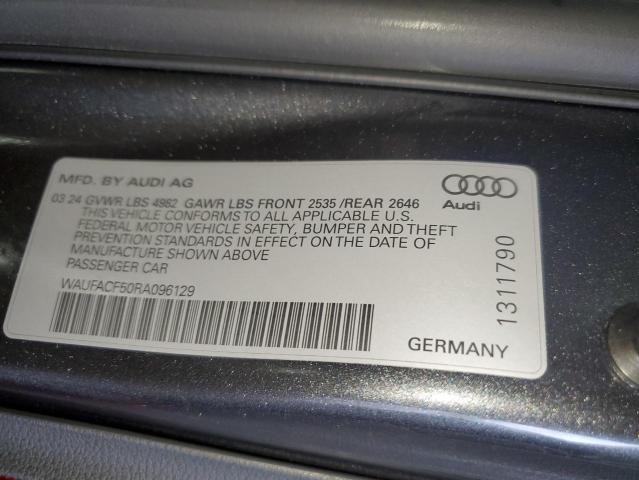 MFD. BY AUDI AG
03 24 GVWR LBS 4982 GAWR LBS FRONT 2535 /REAR 2646
THIS VEHICLE CONFORMS TO ALL APPLICABLE U.S.
FEDERAL MOTOR VEHICLE SAFETY, BUMPER AND THEFT
PREVENTION STANDARDS IN EFFECT ON THE DATE OF
MANUFACTURE SHOWN ABOVE
PASSENGER CAR
WAUFACF50RA096129
GERMANY
Audi
1311790